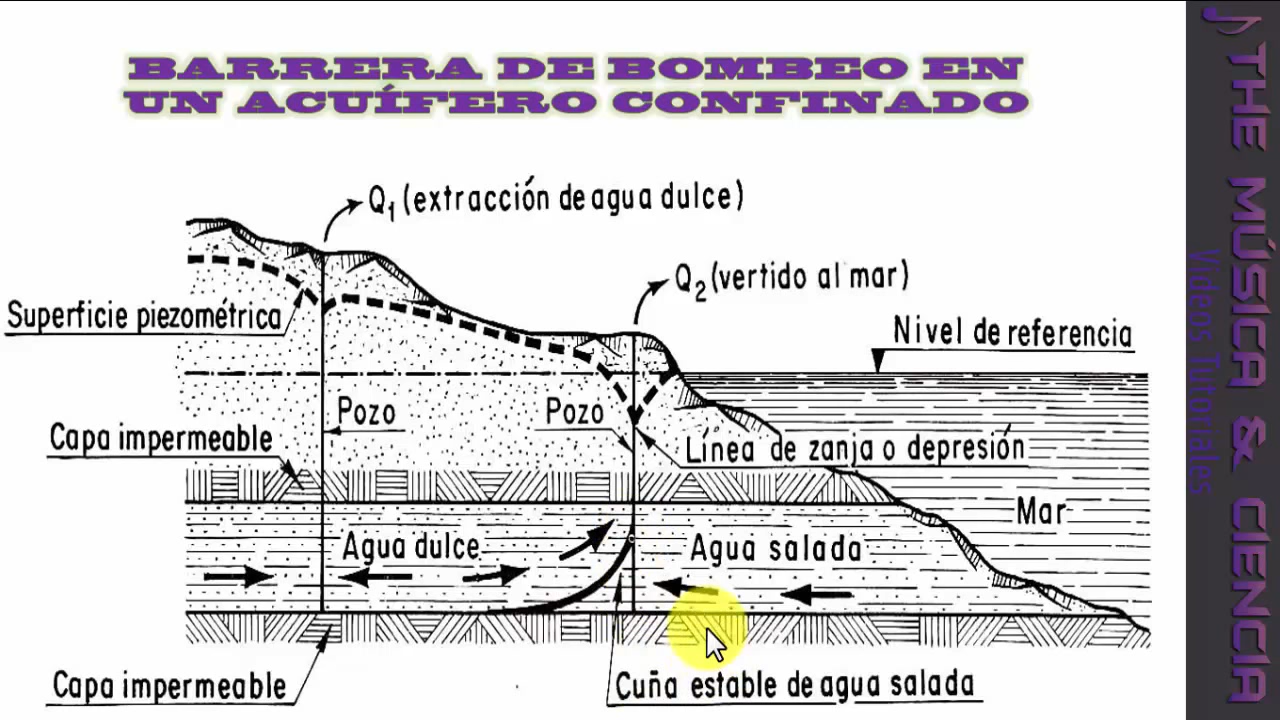 BARRERA DE BOMBEO EN
UN ACUÍFERO CONFINADO
Q1 (extracción de agua dulce)
Q2 (vertido al mar)
Superficie piezométrica
Nivel de referencia
Pozo
Pozo
Capa impermeable
Línea de zanja o depresión
Mar
Agua dulce
Agua salada
Capa impermeable
Cuña estable de agua salada
THE MÚSICA & CIENCIA
Videos Tutoriales